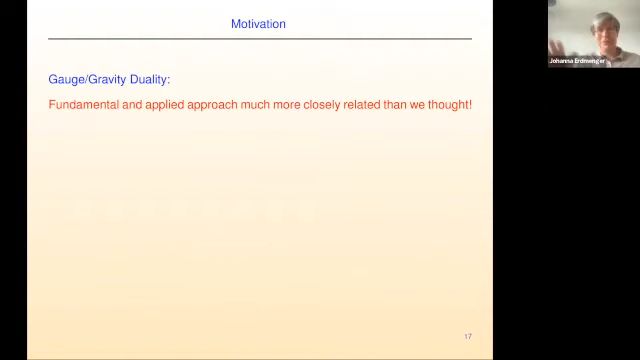 Motivation
Gauge/Gravity Duality:
Fundamental and applied approach much more closely related than we thought!
17
Johanna Erdmenger